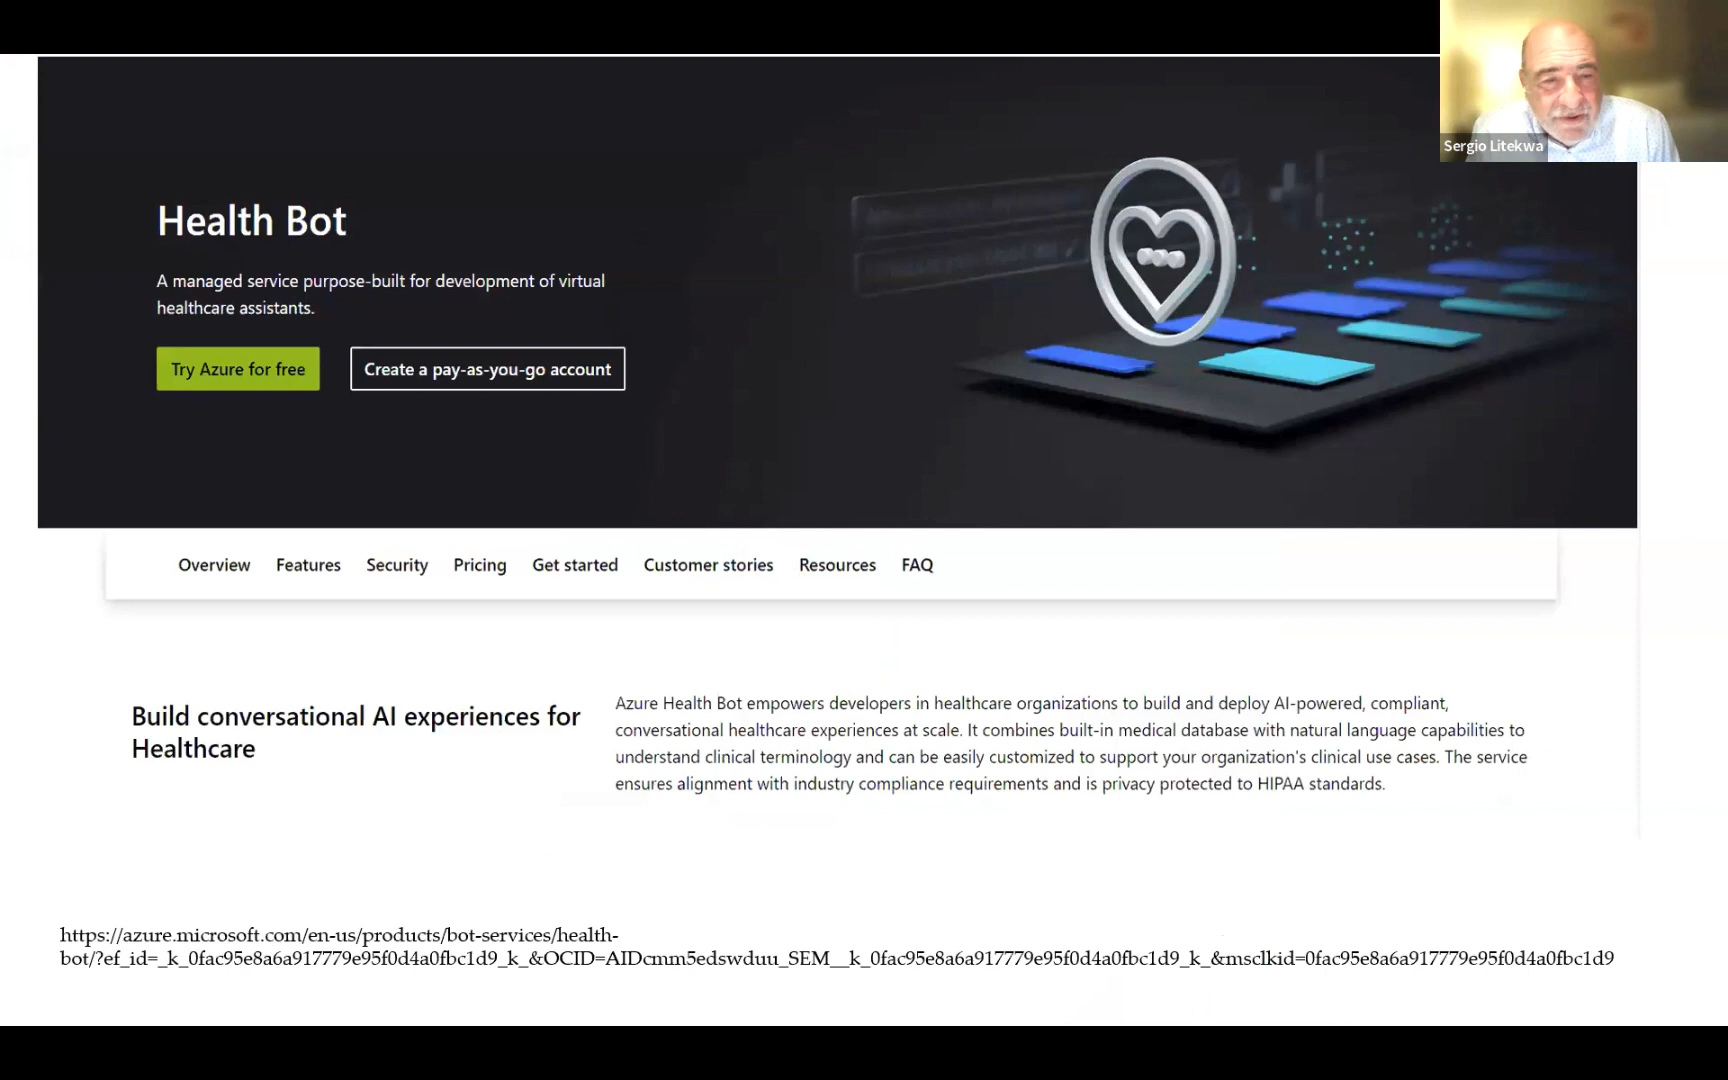 Sergio Litekwa
Health Bot
A managed service purpose-built for development of virtual
healthcare assistants.
Try Azure for free
Create a pay-as-you-go account
Overview Features Security Pricing Get started Customer stories Resources FAQ
Build conversational AI experiences for
Healthcare
Azure Health Bot empowers developers in healthcare organizations to build and deploy AI-powered, compliant,
conversational healthcare experiences at scale. It combines built-in medical database with natural language capabilities to
understand clinical terminology and can be easily customized to support your organization's clinical use cases. The service
ensures alignment with industry compliance requirements and is privacy protected to HIPAA standards.
https://azure.microsoft.com/en-us/products/bot-services/health-
bot/?ef_id=_k_0fac95e8a6a917779e95f0d4a0fbc1d9_k_&OCID=AIDcmm5edswduu_SEM__k_0fac95e8a6a917779e95f0d4a0fbc1d9_k_&msclkid=0fac95e8a6a917779e95f0d4a0fbc1d9